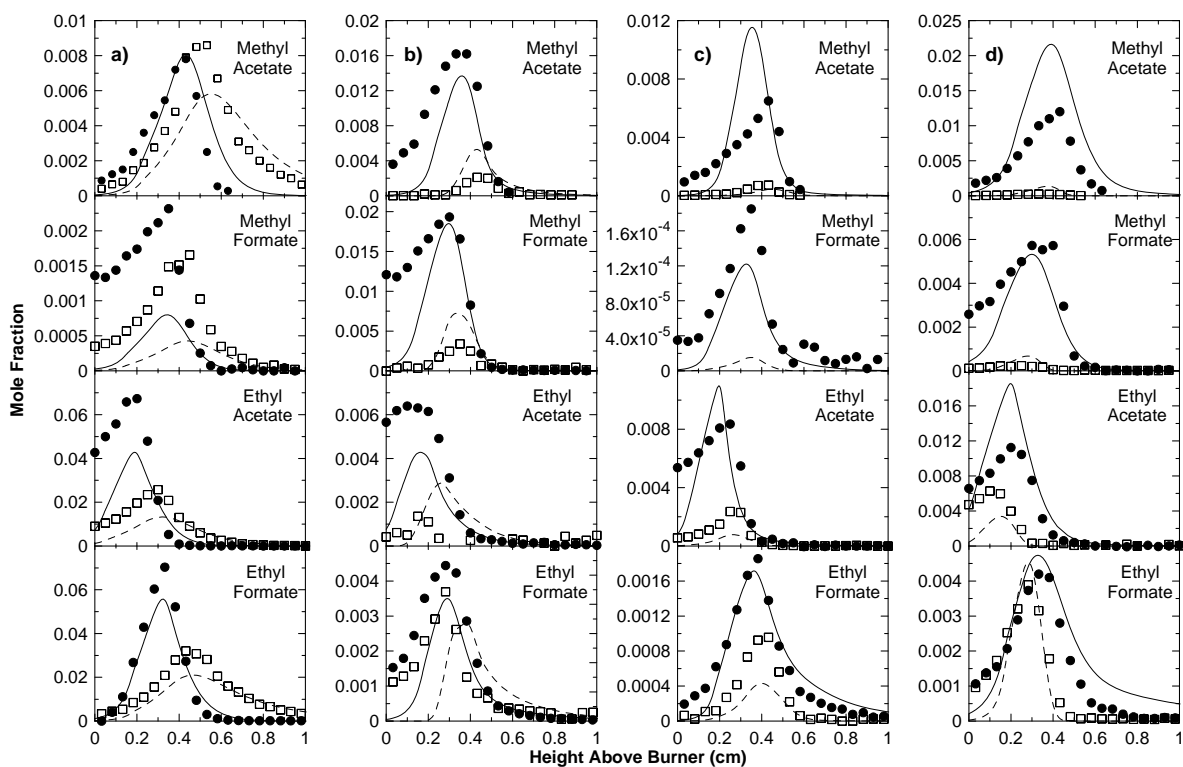 Mole Fraction
a)
Methyl
Acetate
0.01
0.008
0.006
0.004
0.002
0
b)
Methyl
Acetate
0.02
0.016
0.012
0.008
0.004
0
c)
Methyl
Acetate
0.012
0.008
0.004
0
d)
Methyl
Acetate
0.025
0.02
0.015
0.01
0.005
0
Methyl
Formate
0.002
0.0015
0.001
0.0005
0
Methyl
Formate
0.02
0.015
0.01
0.005
0
Methyl
Formate
1.6x10-4
1.2x10-4
8.0x10-5
4.0x10-5
Methyl
Formate
0.006
0.004
0.002
0
Ethyl
Acetate
0.06
0.04
0.02
0
Ethyl
Acetate
0.006
0.004
0.002
0
Ethyl
Acetate
0.008
0.004
0
Ethyl
Acetate
0.016
0.012
0.008
0.004
0
Ethyl
Formate
0.06
0.04
0.02
0
Ethyl
Formate
0.004
0.003
0.002
0.001
0
Ethyl
Formate
0.0016
0.0012
0.0008
0.0004
0
Ethyl
Formate
0.004
0.003
0.002
0.001
0
0 0.2 0.4 0.6 0.8 1
0 0.2 0.4 0.6 0.8 1
0 0.2 0.4 0.6 0.8 1
0 0.2 0.4 0.6 0.8 1
Height Above Burner (cm)